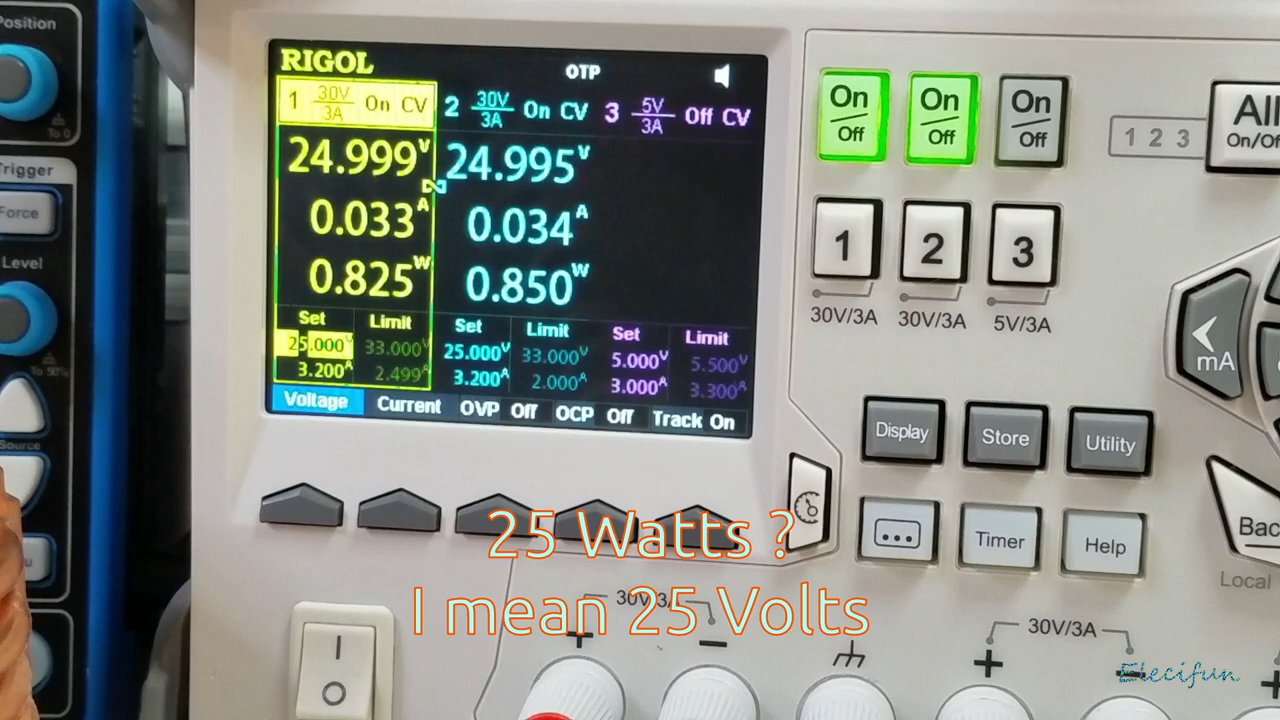 Position
To 0
Trigger
Force
Level
To 50%
Source
RIGOL
OTP
1 30V/3A On CV
2 30V/3A On CV
3 5V/3A Off CV
24.999V
24.995V
0.033A
0.034A
0.825W
0.850W
Set Limit
Set Limit
Set Limit
25.000V 33.000V
25.000V 33.000V
5.000V 5.500V
3.200A 2.499A
3.200A 2.000A
3.000A 3.300A
Voltage Current OVP Off OCP Off Track On
On/Off
On/Off
On/Off
1 2 3
All
1
2
3
30V/3A
30V/3A
5V/3A
mA
Display
Store
Utility
Timer
Help
Local
25 Watts ?
I mean 25 Volts
30V/3A
+
−
30V/3A
+
Elecifun